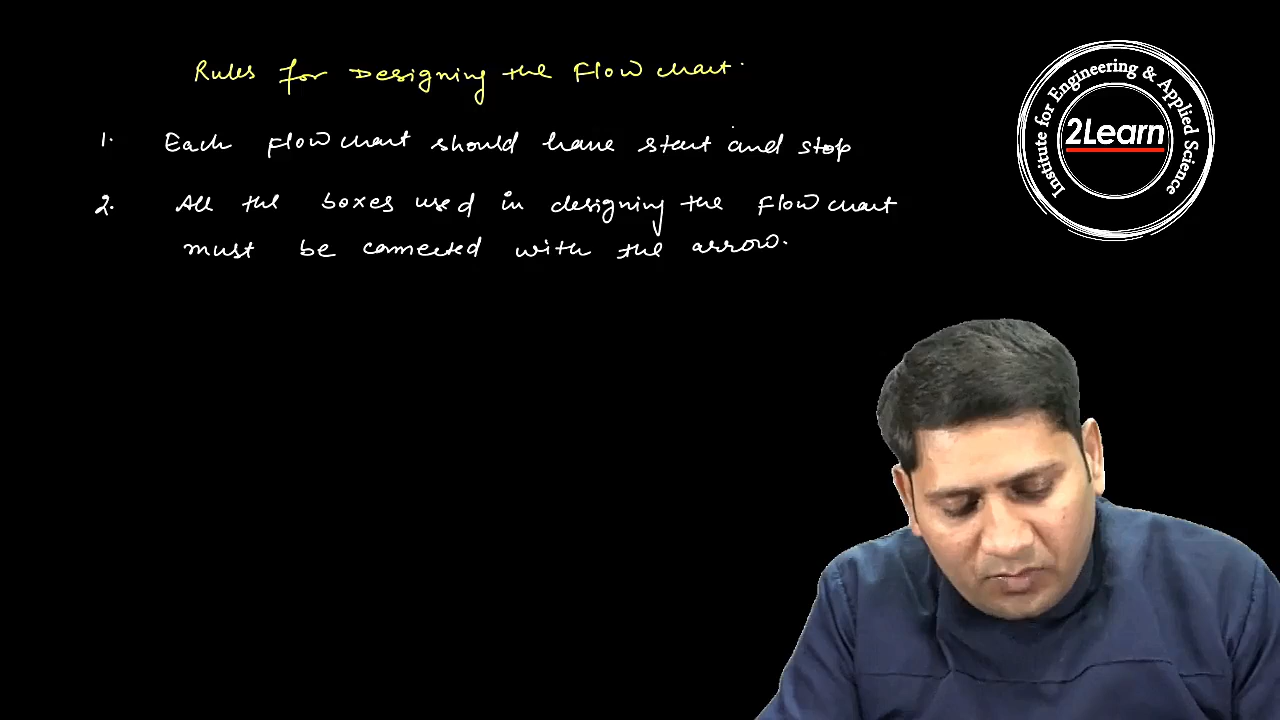 Rules for Designing the Flow chart.
1. Each Flow chart should have start and stop
2. All the boxes used in designing the Flow chart
must be connected with the arrow.
Institute for Engineering & Applied Science
2Learn